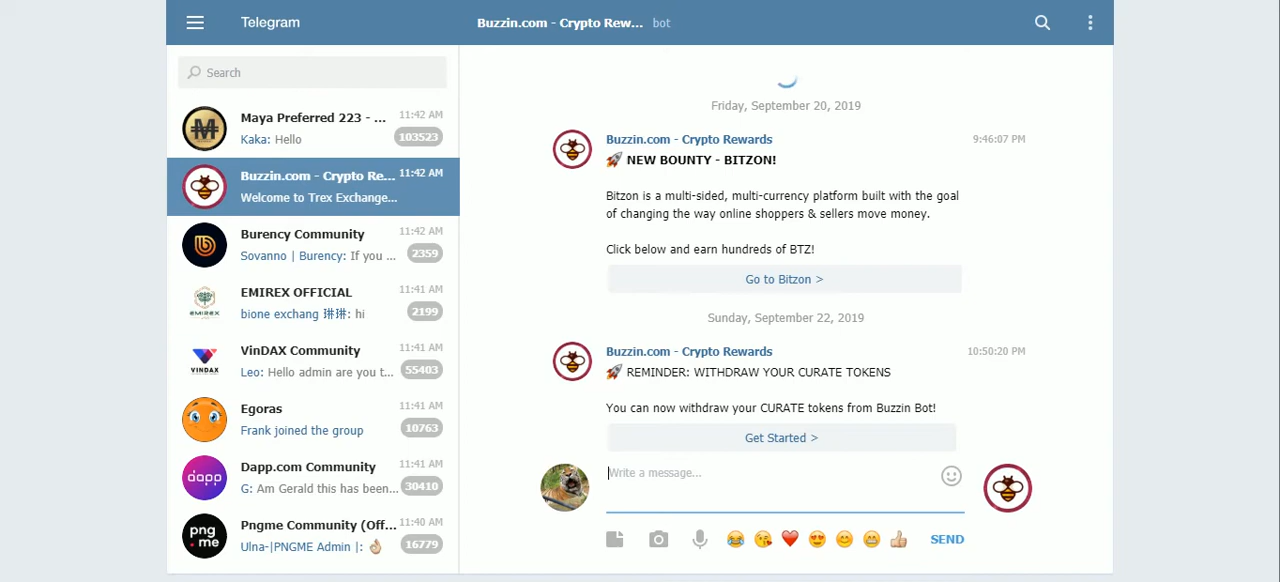 Telegram
Buzzin.com - Crypto Rew... bot
Search
Maya Preferred 223 - ... 11:42 AM
Kaka: Hello 103523
Buzzin.com - Crypto Re... 11:42 AM
Welcome to Trex Exchange...
Burency Community 11:42 AM
Sovanno | Burency: If you ... 2359
EMIREX OFFICIAL 11:41 AM
bione exchang 琳琳: hi 2199
EMIREX
VinDAX Community 11:41 AM
Leo: Hello admin are you t... 55403
VINDAX
Egoras 11:41 AM
Frank joined the group 10763
Dapp.com Community 11:41 AM
G: Am Gerald this has been... 30410
dapp
Pngme Community (Off... 11:40 AM
Ulna-|PNGME Admin |: 👌🏼 16779
png
.me
Friday, September 20, 2019
Buzzin.com - Crypto Rewards 9:46:07 PM
🚀 NEW BOUNTY - BITZON!
Bitzon is a multi-sided, multi-currency platform built with the goal
of changing the way online shoppers & sellers move money.
Click below and earn hundreds of BTZ!
Go to Bitzon >
Sunday, September 22, 2019
Buzzin.com - Crypto Rewards 10:50:20 PM
🚀 REMINDER: WITHDRAW YOUR CURATE TOKENS
You can now withdraw your CURATE tokens from Buzzin Bot!
Get Started >
Write a message...
SEND